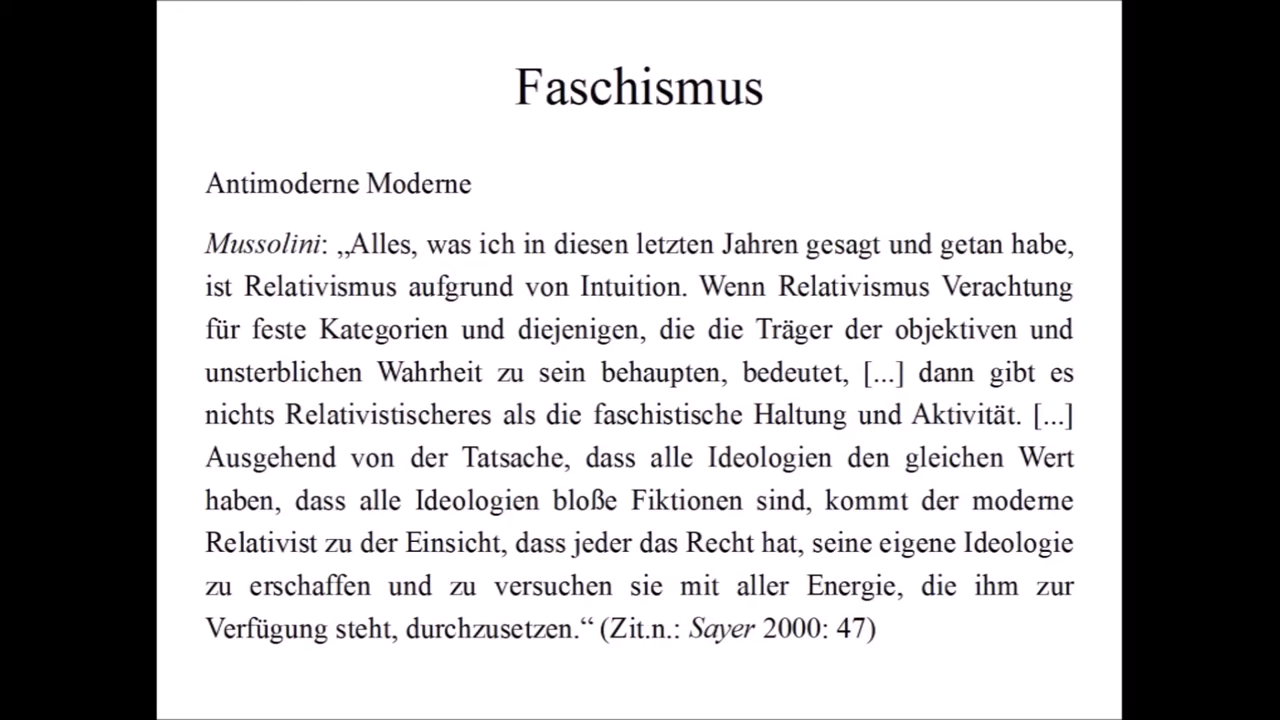 Faschismus
Antimoderne Moderne
Mussolini: „Alles, was ich in diesen letzten Jahren gesagt und getan habe,
ist Relativismus aufgrund von Intuition. Wenn Relativismus Verachtung
für feste Kategorien und diejenigen, die die Träger der objektiven und
unsterblichen Wahrheit zu sein behaupten, bedeutet, [...] dann gibt es
nichts Relativistischeres als die faschistische Haltung und Aktivität. [...]
Ausgehend von der Tatsache, dass alle Ideologien den gleichen Wert
haben, dass alle Ideologien bloße Fiktionen sind, kommt der moderne
Relativist zu der Einsicht, dass jeder das Recht hat, seine eigene Ideologie
zu erschaffen und zu versuchen sie mit aller Energie, die ihm zur
Verfügung steht, durchzusetzen.“ (Zit.n.: Sayer 2000: 47)